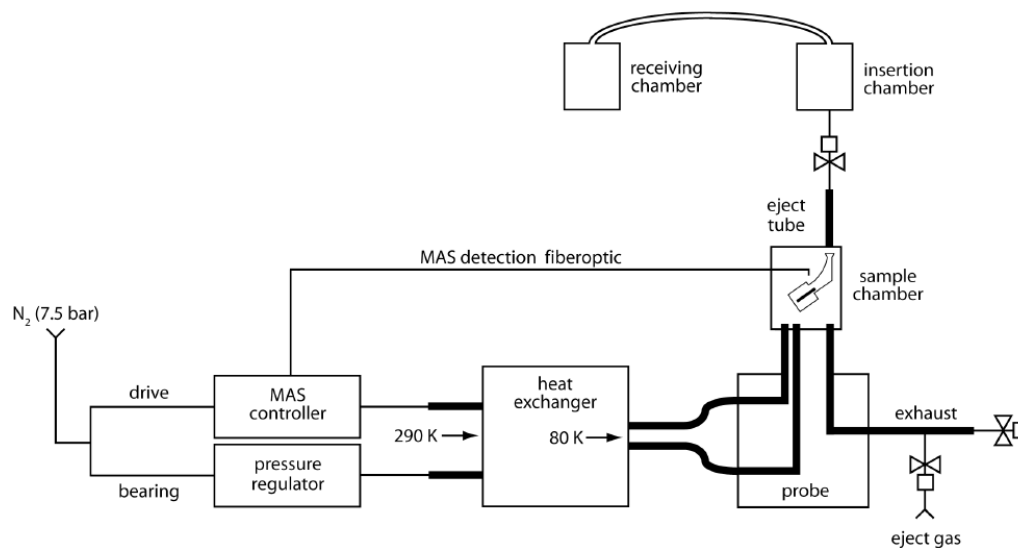 receiving
chamber
insertion
chamber
eject
tube
MAS detection fiberoptic
sample
chamber
N₂ (7.5 bar)
drive
MAS
controller
heat
exchanger
290 K
80 K
exhaust
bearing
pressure
regulator
probe
eject gas